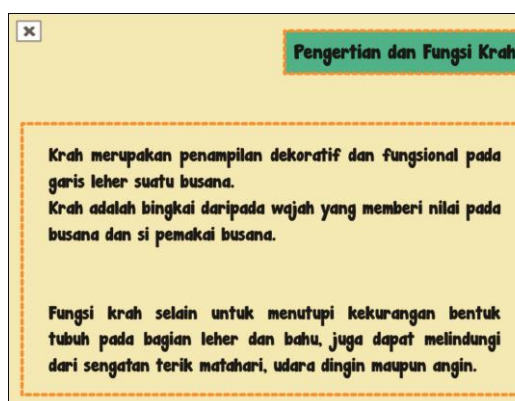 Pengertian dan Fungsi Krah
Krah merupakan penampilan dekoratif dan fungsional pada
garis leher suatu busana.
Krah adalah bingkai daripada wajah yang memberi nilai pada
busana dan si pemakai busana.
Fungsi krah selain untuk menutupi kekurangan bentuk
tubuh pada bagian leher dan bahu, juga dapat melindungi
dari sengatan terik matahari, udara dingin maupun angin.